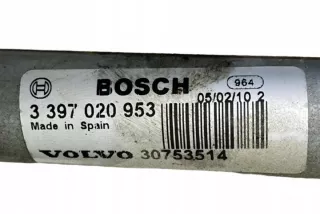 BOSCH 964
3 397 020 953 05/02/10 2
Made in Spain
VOLVO 30753514